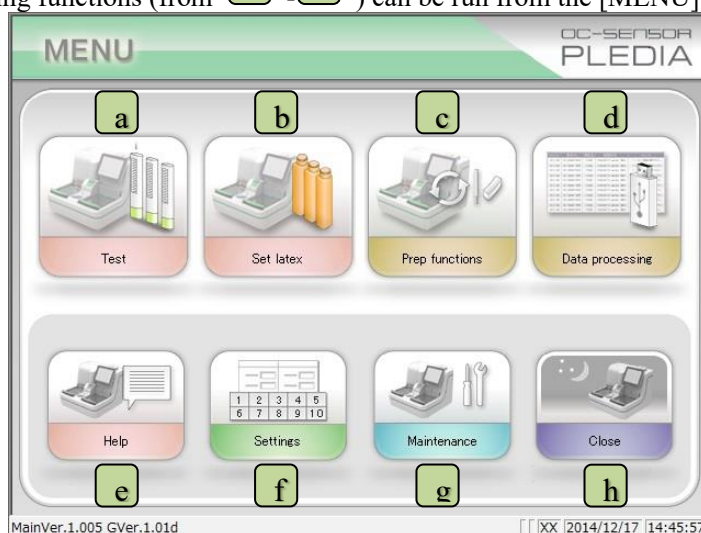 ng functions (from - ) can be run from the [MENU]
OC-SENSOR
MENU
PLEDIA
a b c d
Test Set latex Prep functions Data processing
1 2 3 4 5
6 7 8 9 10
Help Settings Maintenance Close
e f g h
MainVer.1.005 GVer.1.01d XX 2014/12/17 14:45:57